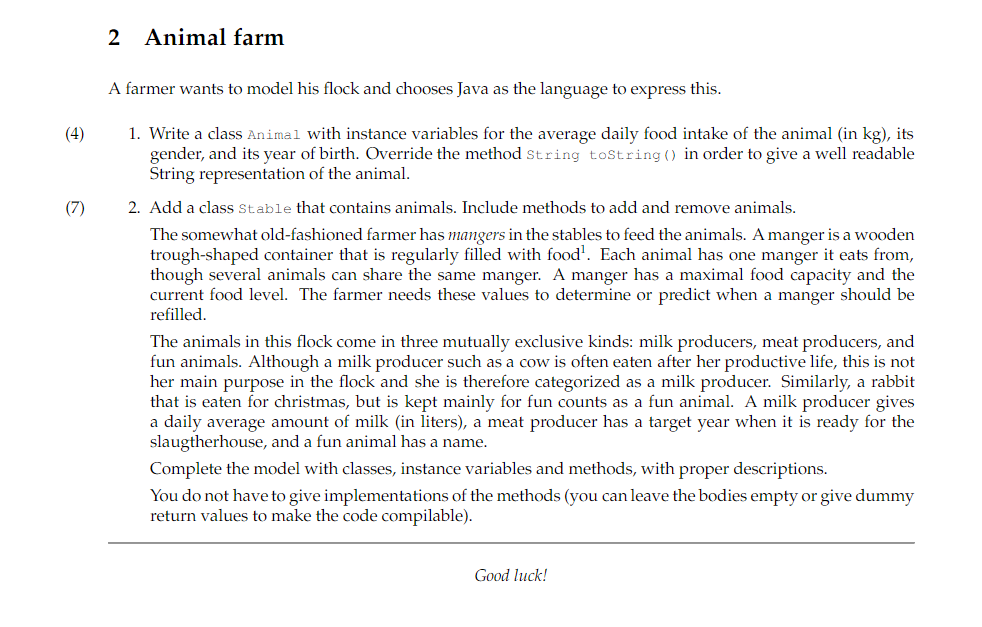 2 Animal farm
A farmer wants to model his flock and chooses Java as the language to express this.
(4) 1. Write a class Animal with instance variables for the average daily food intake of the animal (in kg), its
gender, and its year of birth. Override the method String toString() in order to give a well readable
String representation of the animal.
(7) 2. Add a class Stable that contains animals. Include methods to add and remove animals.
The somewhat old-fashioned farmer has mangers in the stables to feed the animals. A manger is a wooden
trough-shaped container that is regularly filled with food¹. Each animal has one manger it eats from,
though several animals can share the same manger. A manger has a maximal food capacity and the
current food level. The farmer needs these values to determine or predict when a manger should be
refilled.
The animals in this flock come in three mutually exclusive kinds: milk producers, meat producers, and
fun animals. Although a milk producer such as a cow is often eaten after her productive life, this is not
her main purpose in the flock and she is therefore categorized as a milk producer. Similarly, a rabbit
that is eaten for christmas, but is kept mainly for fun counts as a fun animal. A milk producer gives
a daily average amount of milk (in liters), a meat producer has a target year when it is ready for the
slaugtherhouse, and a fun animal has a name.
Complete the model with classes, instance variables and methods, with proper descriptions.
You do not have to give implementations of the methods (you can leave the bodies empty or give dummy
return values to make the code compilable).
Good luck!